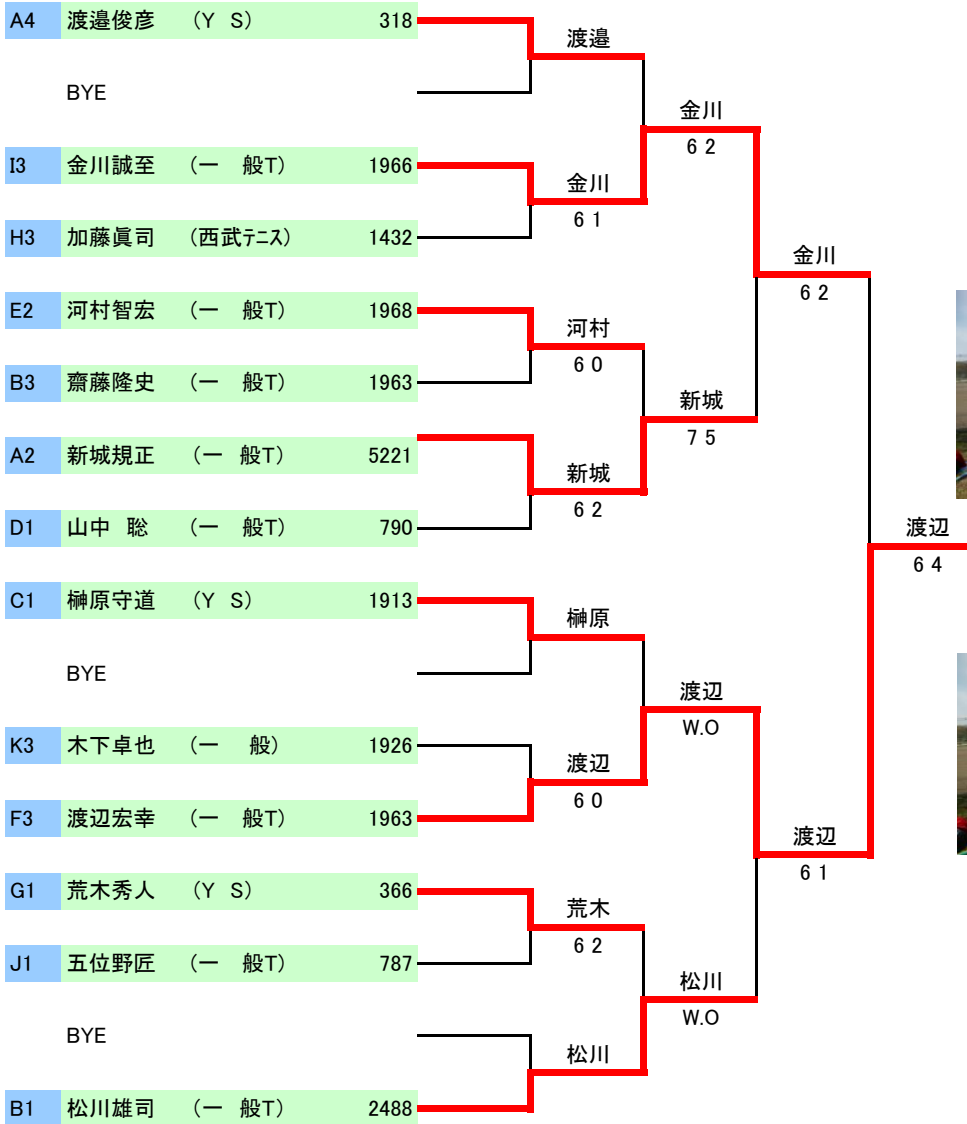 A4 渡邉俊彦 （Y S） 318
渡邉
BYE
金川
6 2
I3 金川誠至 （一 般T） 1966
金川
6 1
H3 加藤眞司 （西武テニス） 1432
金川
6 2
E2 河村智宏 （一 般T） 1968
河村
6 0
B3 齋藤隆史 （一 般T） 1963
新城
7 5
A2 新城規正 （一 般T） 5221
新城
6 2
D1 山中 聡 （一 般T） 790
渡辺
6 4
C1 榊原守道 （Y S） 1913
榊原
BYE
渡辺
W.O
K3 木下卓也 （一 般） 1926
渡辺
6 0
F3 渡辺宏幸 （一 般T） 1963
渡辺
6 1
G1 荒木秀人 （Y S） 366
荒木
6 2
J1 五位野匠 （一 般T） 787
松川
W.O
BYE
松川
B1 松川雄司 （一 般T） 2488